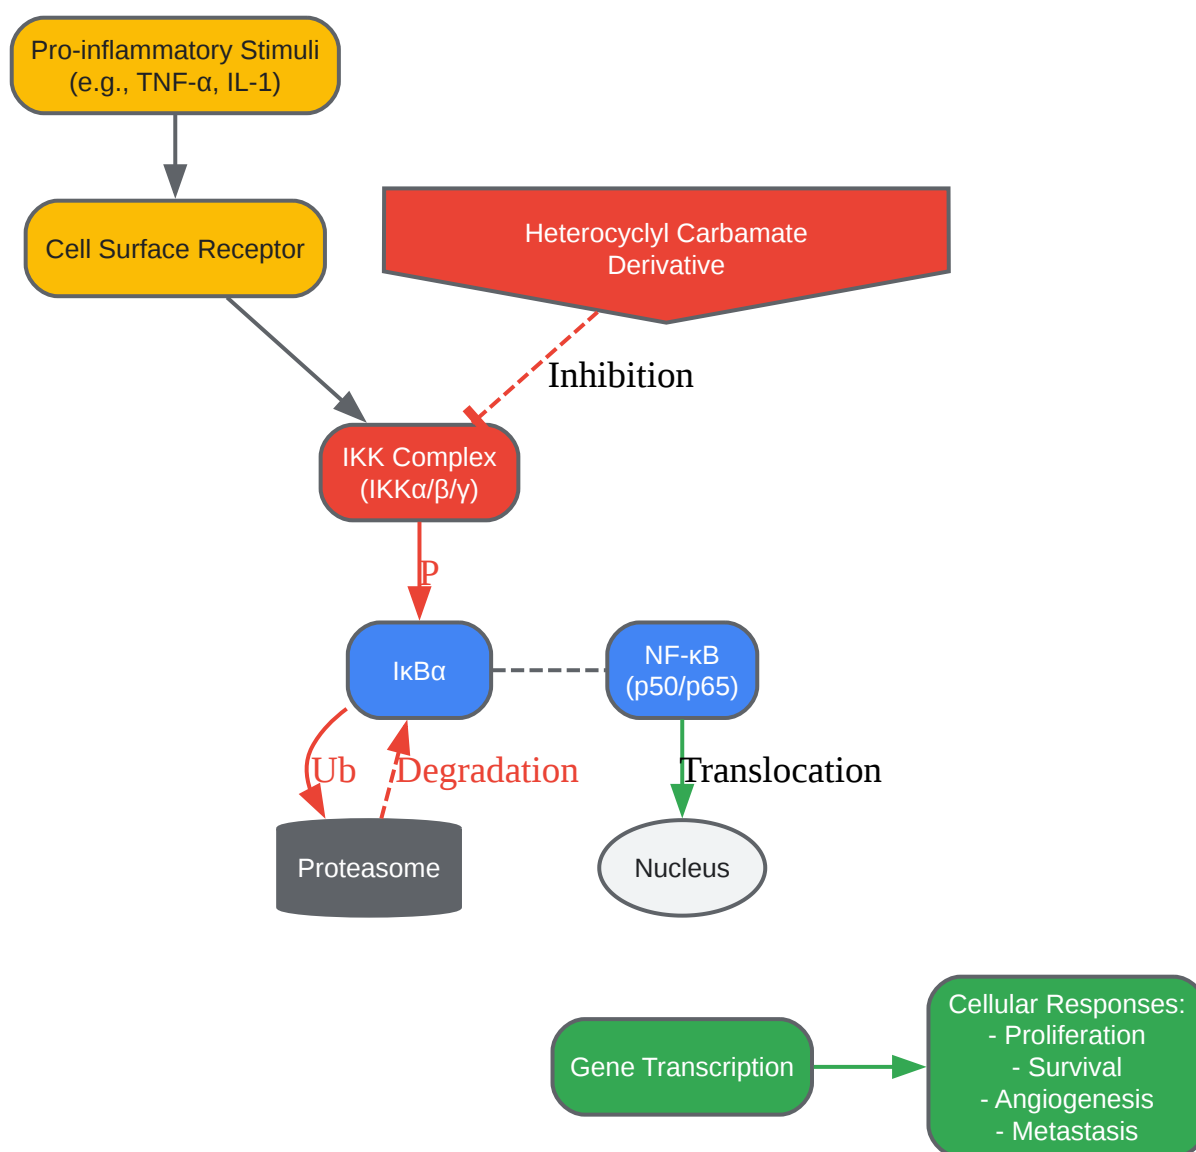 Pro-inflammatory Stimuli
(e.g., TNF-α, IL-1)
Cell Surface Receptor
Heterocyclyl Carbamate
Derivative
Inhibition
IKK Complex
(IKKα/β/γ)
P
IκBα
NF-κB
(p50/p65)
Ub
Degradation
Translocation
Proteasome
Nucleus
Gene Transcription
Cellular Responses:
- Proliferation
- Survival
- Angiogenesis
- Metastasis